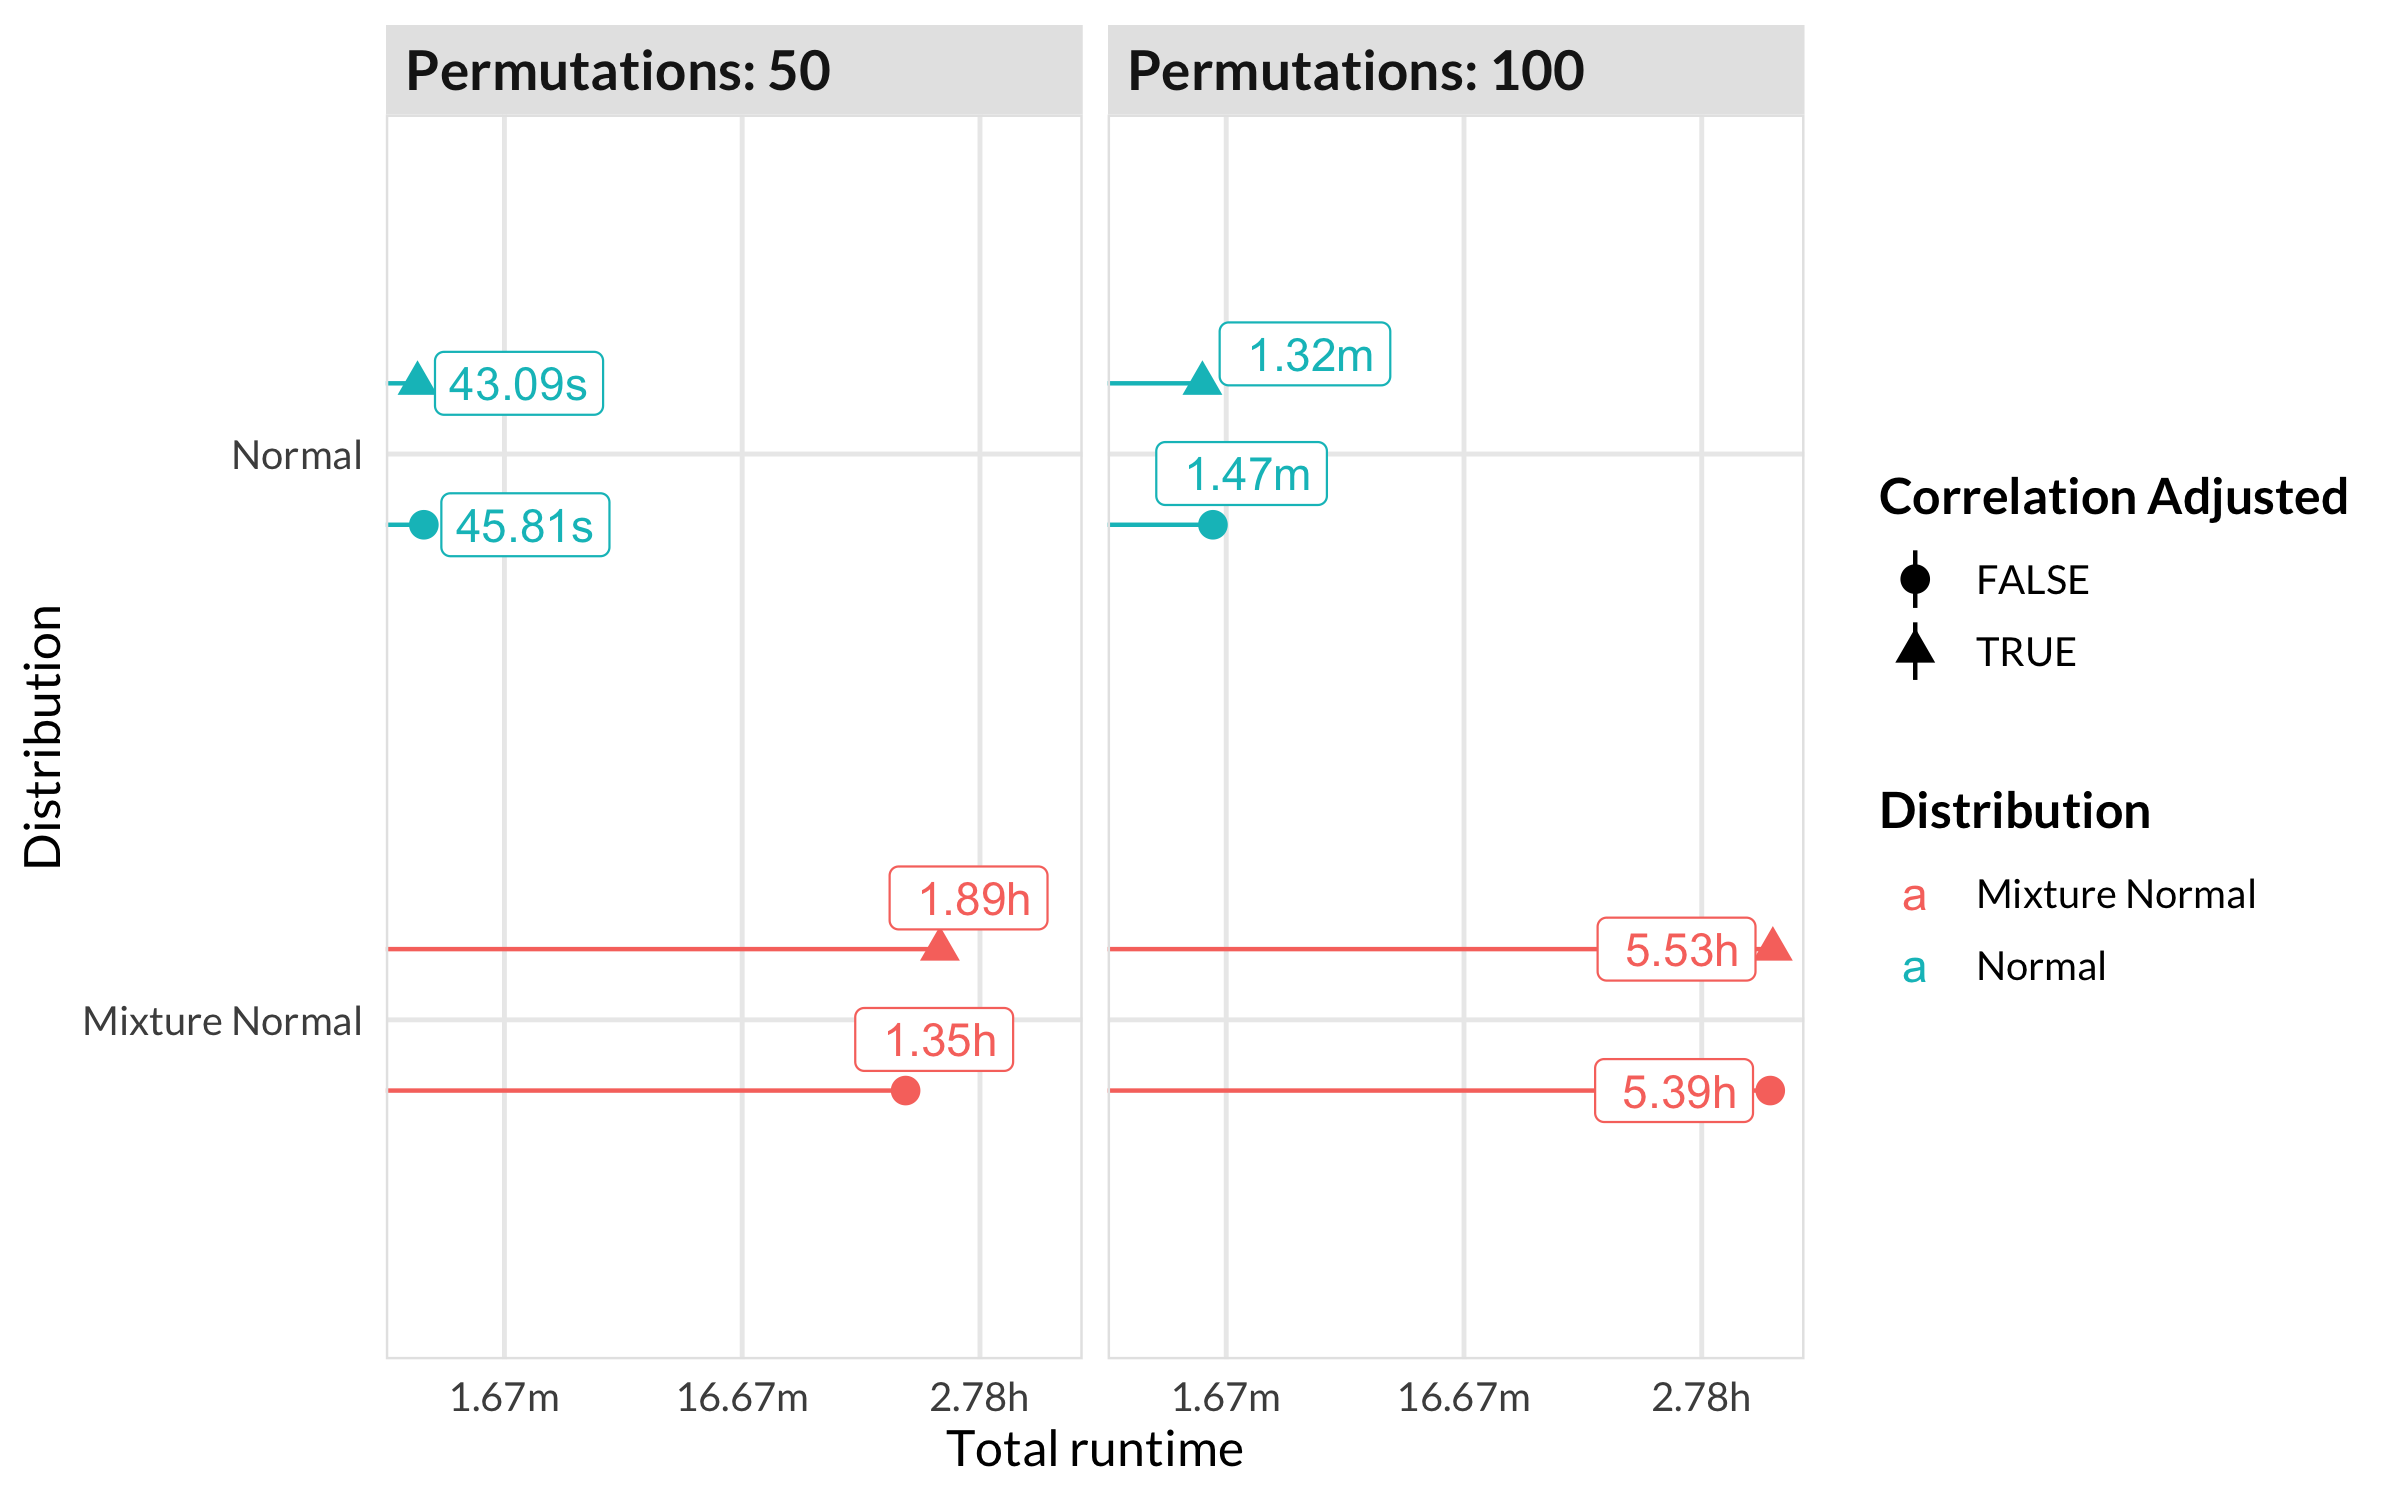 Permutations: 50
Permutations: 100
43.09s
1.32m
Normal
1.47m
45.81s
Distribution
1.89h
5.53h
Mixture Normal
1.35h
5.39h
1.67m 16.67m 2.78h
1.67m 16.67m 2.78h
Total runtime
Correlation Adjusted
FALSE
TRUE
Distribution
a Mixture Normal
a Normal